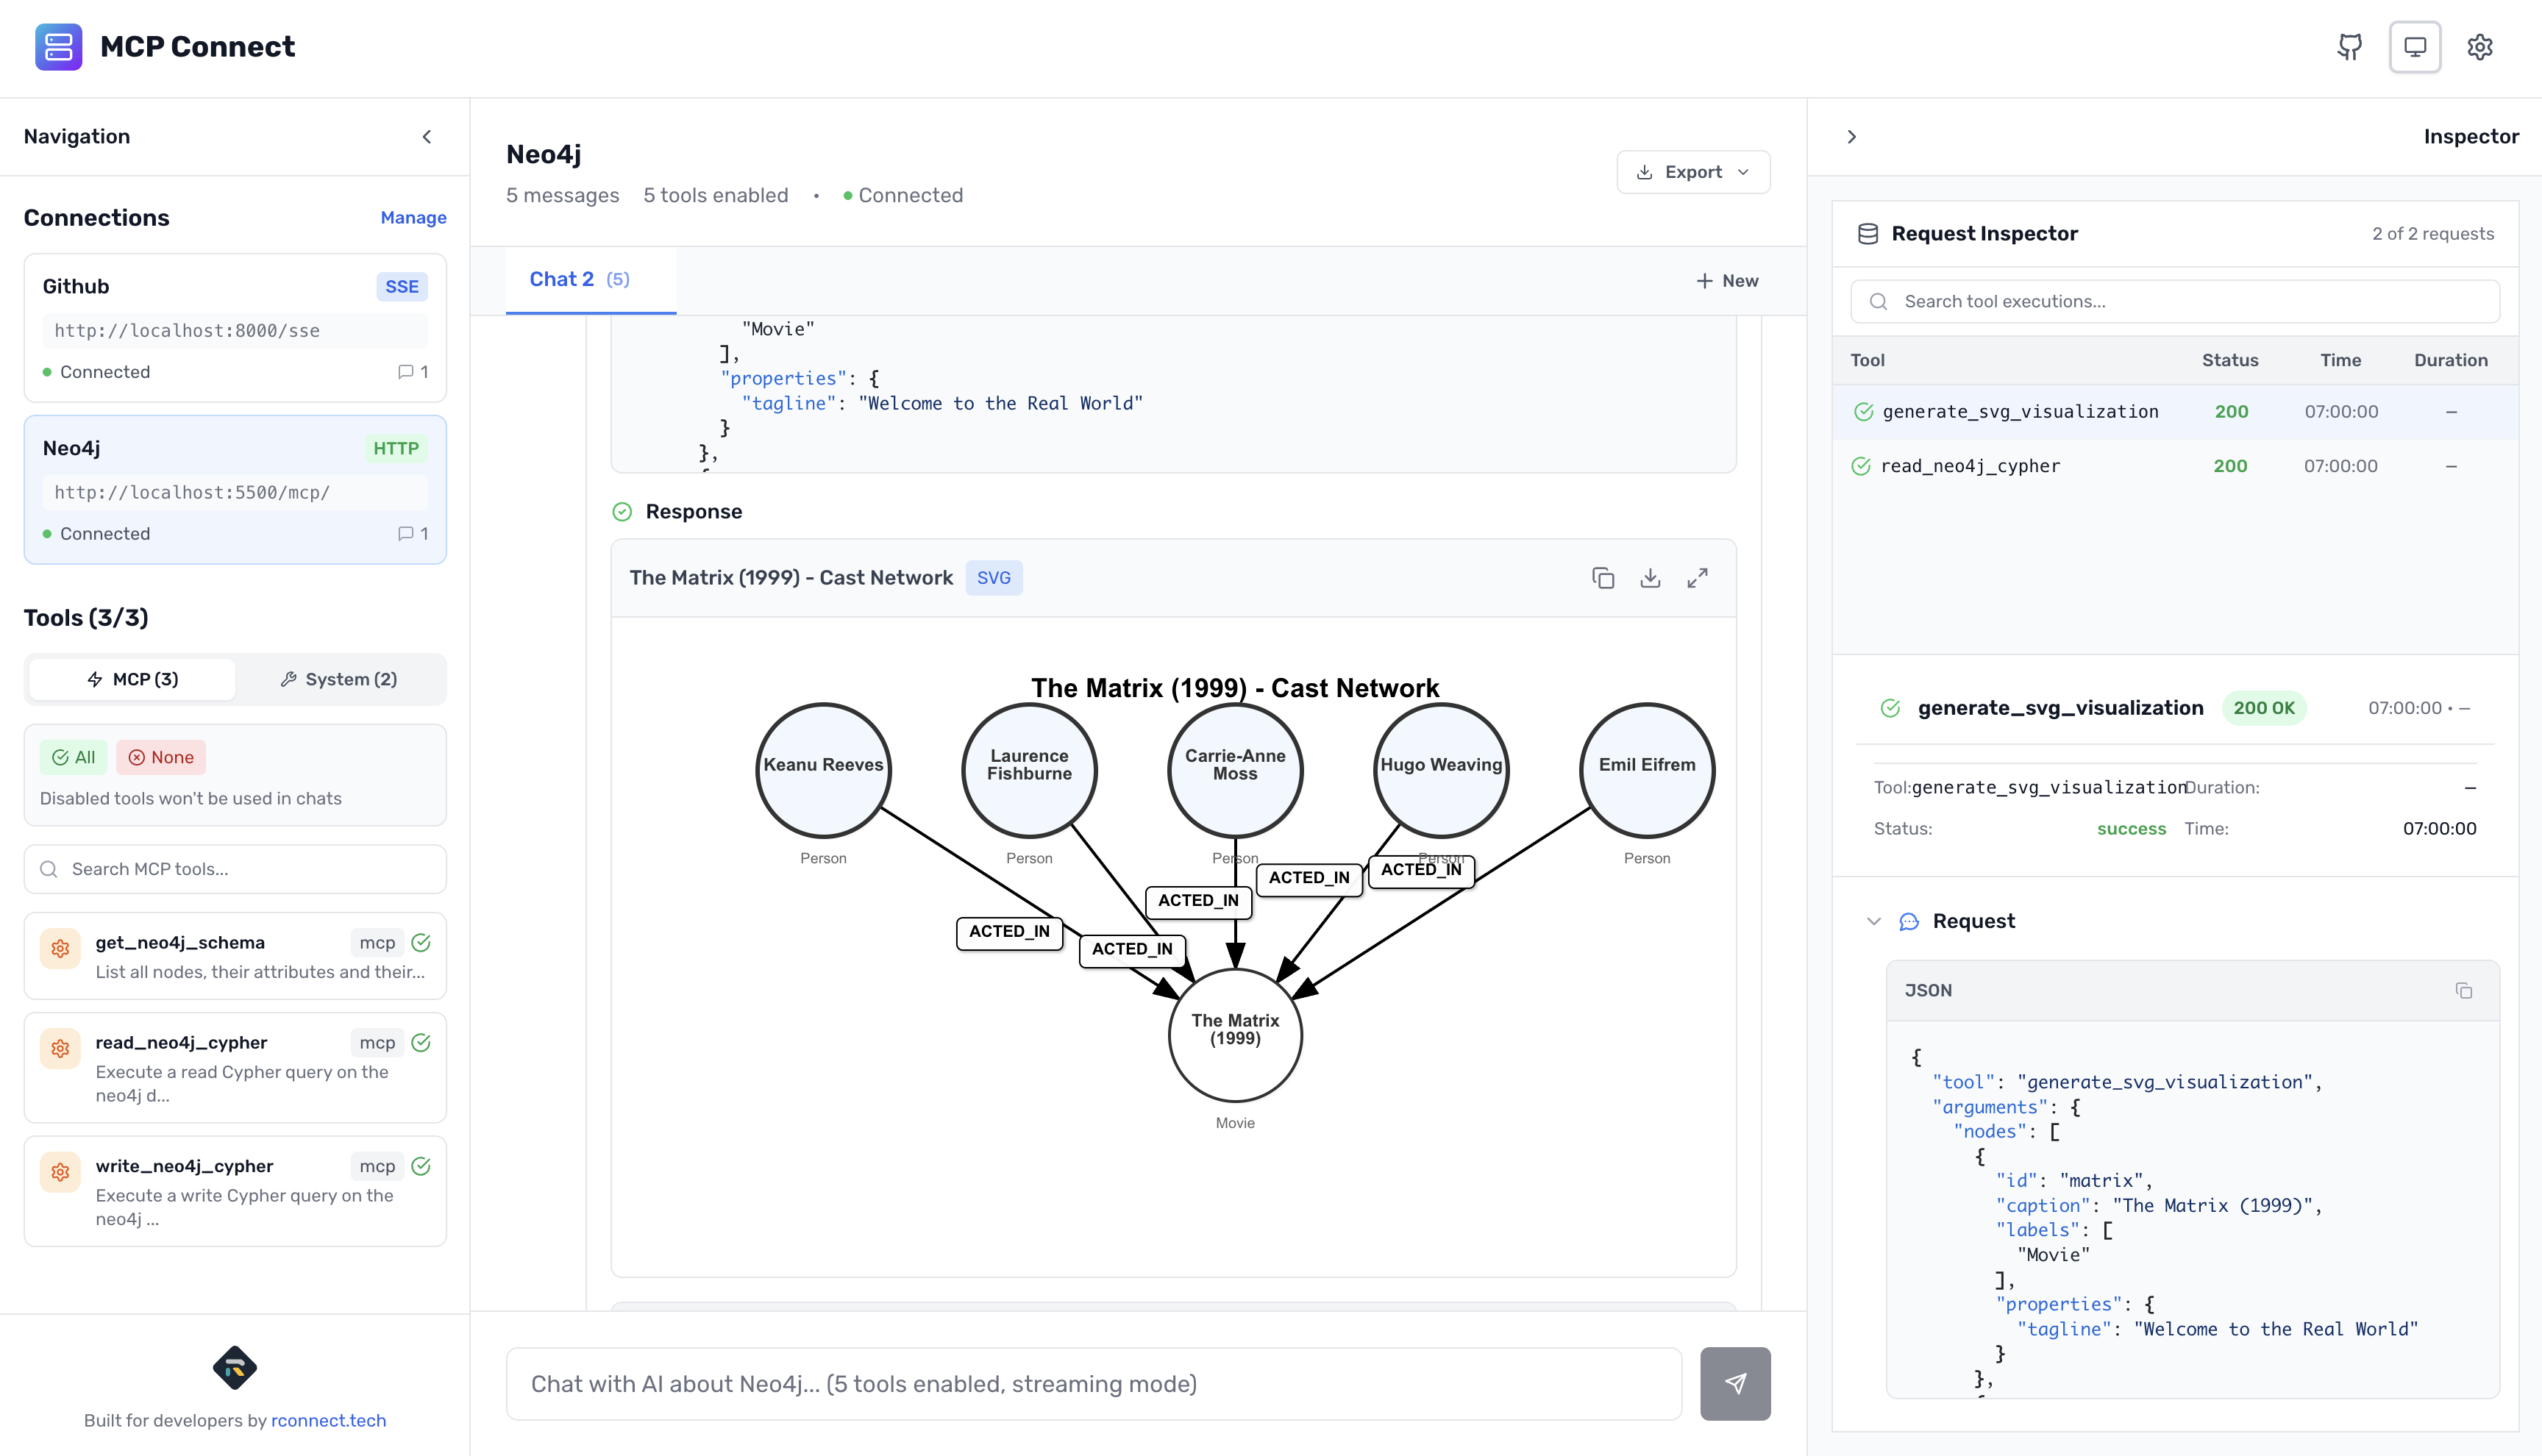 MCP Connect
Navigation
Connections
Manage
Github
SSE
http://localhost:8000/sse
Connected
1
Neo4j
HTTP
http://localhost:5500/mcp/
Connected
1
Tools (3/3)
MCP (3)
System (2)
All
None
Disabled tools won't be used in chats
Search MCP tools...
get_neo4j_schema
mcp
List all nodes, their attributes and their...
read_neo4j_cypher
mcp
Execute a read Cypher query on the
neo4j d...
write_neo4j_cypher
mcp
Execute a write Cypher query on the
neo4j ...
Built for developers by rconnect.tech
Neo4j
5 messages 5 tools enabled • Connected
Export
Chat 2 (5)
New
"Movie"
],
"properties": {
"tagline": "Welcome to the Real World"
}
},
Response
The Matrix (1999) - Cast Network
SVG
The Matrix (1999) - Cast Network
Keanu Reeves
Laurence
Fishburne
Carrie-Anne
Moss
Hugo Weaving
Emil Eifrem
Person
Person
Person
Person
Person
ACTED_IN
ACTED_IN
ACTED_IN
ACTED_IN
ACTED_IN
The Matrix
(1999)
Movie
Chat with AI about Neo4j... (5 tools enabled, streaming mode)
Inspector
Request Inspector
2 of 2 requests
Search tool executions...
Tool Status Time Duration
generate_svg_visualization 200 07:00:00 –
read_neo4j_cypher 200 07:00:00 –
generate_svg_visualization 200 OK 07:00:00 • –
Tool: generate_svg_visualization Duration: –
Status: success Time: 07:00:00
Request
JSON
{
"tool": "generate_svg_visualization",
"arguments": {
"nodes": [
{
"id": "matrix",
"caption": "The Matrix (1999)",
"labels": [
"Movie"
],
"properties": {
"tagline": "Welcome to the Real World"
}
},